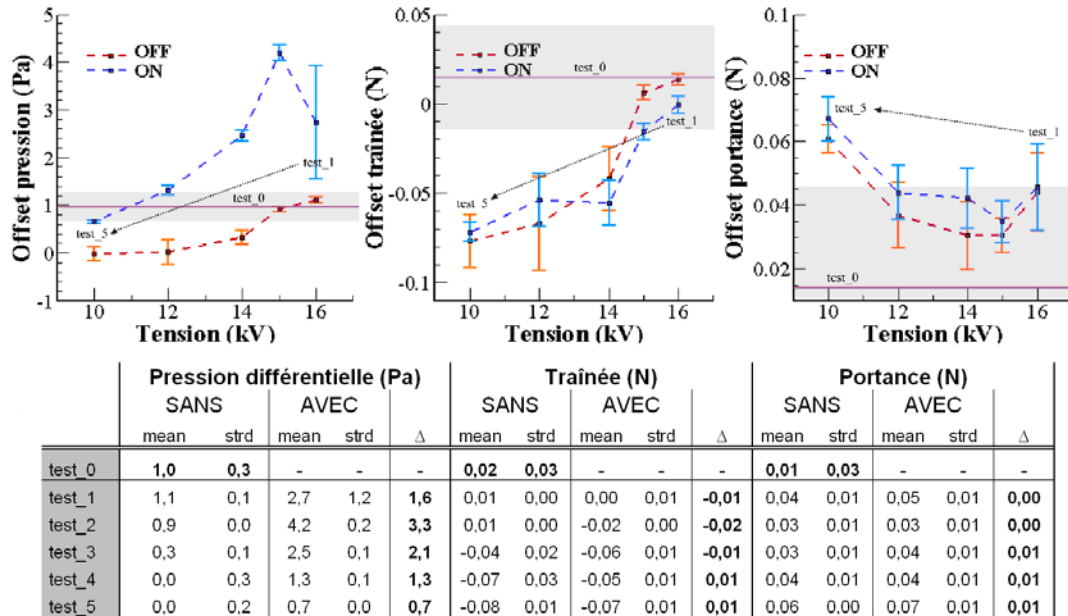 Offset pression (Pa)
5
4
3
2
1
0
-1
OFF
ON
test_1
test_0
test_5
10 12 14 16
Tension (kV)
Offset traînée (N)
0.05
0
-0.05
-0.1
OFF
ON
test_0
test_1
test_5
10 12 14 16
Tension (kV)
Offset portance (N)
0.1
0.08
0.06
0.04
0.02
OFF
ON
test_5
test_1
test_0
10 12 14 16
Tension (kV)
Pression différentielle (Pa) Traînée (N) Portance (N)
SANS AVEC SANS AVEC SANS AVEC
mean strd mean strd Δ mean strd mean strd Δ mean strd mean strd Δ
test_0 1,0 0,3 - - - 0,02 0,03 - - - 0,01 0,03 - - -
test_1 1,1 0,1 2,7 1,2 1,6 0,01 0,00 0,00 0,01 -0,01 0,04 0,01 0,05 0,01 0,00
test_2 0,9 0,0 4,2 0,2 3,3 0,01 0,00 -0,02 0,00 -0,02 0,03 0,01 0,03 0,01 0,00
test_3 0,3 0,1 2,5 0,1 2,1 -0,04 0,02 -0,06 0,01 -0,01 0,03 0,01 0,04 0,01 0,01
test_4 0,0 0,3 1,3 0,1 1,3 -0,07 0,03 -0,05 0,01 0,01 0,04 0,01 0,04 0,01 0,01
test_5 0,0 0,2 0,7 0,0 0,7 -0,08 0,01 -0,07 0,01 0,01 0,06 0,00 0,07 0,01 0,01